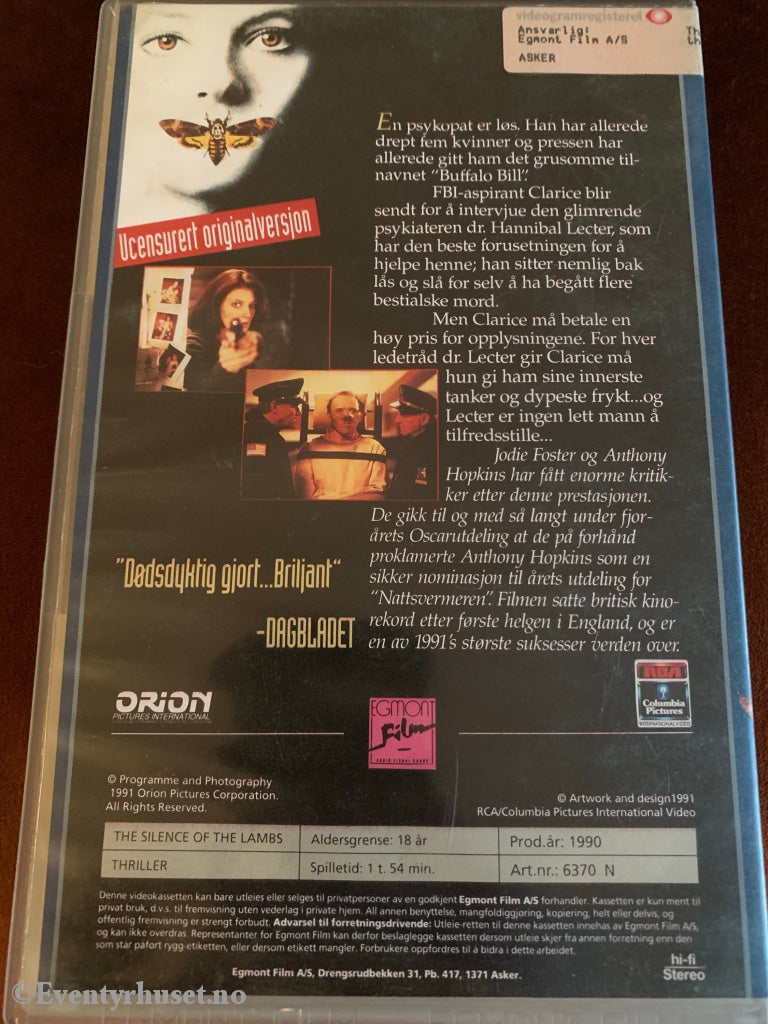 videogramregisteret
Ansvarlig:
Egmont Film A/S
ASKER
Th
th
En psykopat er løs. Han har allerede
drept fem kvinner og pressen har
allerede gitt ham det grusomme til-
navnet "Buffalo Bill".
FBI-aspirant Clarice blir
sendt for å intervjue den glimrende
psykiateren dr. Hannibal Lecter, som
har den beste forusetningen for å
hjelpe henne; han sitter nemlig bak
lås og slå for selv å ha begått flere
bestialske mord.
Men Clarice må betale en
høy pris for opplysningene. For hver
ledetråd dr. Lecter gir Clarice må
hun gi ham sine innerste
tanker og dypeste frykt...og
Lecter er ingen lett mann å
tilfredsstille...
Jodie Foster og Anthony
Hopkins har fått enorme kritik-
ker etter denne prestasjonen.
De gikk til og med så langt under fjor-
årets Oscarutdeling at de på forhånd
proklamerte Anthony Hopkins som en
sikker nominasjon til årets utdeling for
"Nattsvermeren". Filmen satte britisk kino-
rekord etter første helgen i England, og er
en av 1991's største suksesser verden over.
Ucensurert originalversjon
"Dødsdyktig gjort...Briljant"
-DAGBLADET
ORION
PICTURES INTERNATIONAL
EGMONT
Film
AUDIO VISUAL GROUP
RCA
Columbia
Pictures
INTERNATIONAL VIDEO
© Programme and Photography
1991 Orion Pictures Corporation.
All Rights Reserved.
© Artwork and design1991
RCA/Columbia Pictures International Video
THE SILENCE OF THE LAMBS Aldersgrense: 18 år Prod.år: 1990
THRILLER Spilletid: 1 t. 54 min. Art.nr.: 6370 N
Denne videokassetten kan bare utleies eller selges til privatpersoner av en godkjent Egmont Film A/S forhandler. Kassetten er kun ment til
privat bruk, d.v.s. til fremvisning uten vederlag i private hjem. All annen benyttelse, mangfoldiggjøring, kopiering, helt eller delvis, og
offentlig fremvisning er strengt forbudt. Advarsel til forretningsdrivende: Utleie-retten til denne kassetten innehas av Egmont Film A/S,
og kan ikke overdras. Representanter for Egmont Film kan derfor beslaglegge kassetten dersom utleie skjer fra annen forretning enn den
som står påført rygg-etiketten, eller dersom etikett mangler. Forbrukere oppfordres til å bidra i dette arbeidet.
Egmont Film A/S, Drengsrudbekken 31, Pb. 417, 1371 Asker.
hi-fi
Stereo
©Eventyrhuset.no